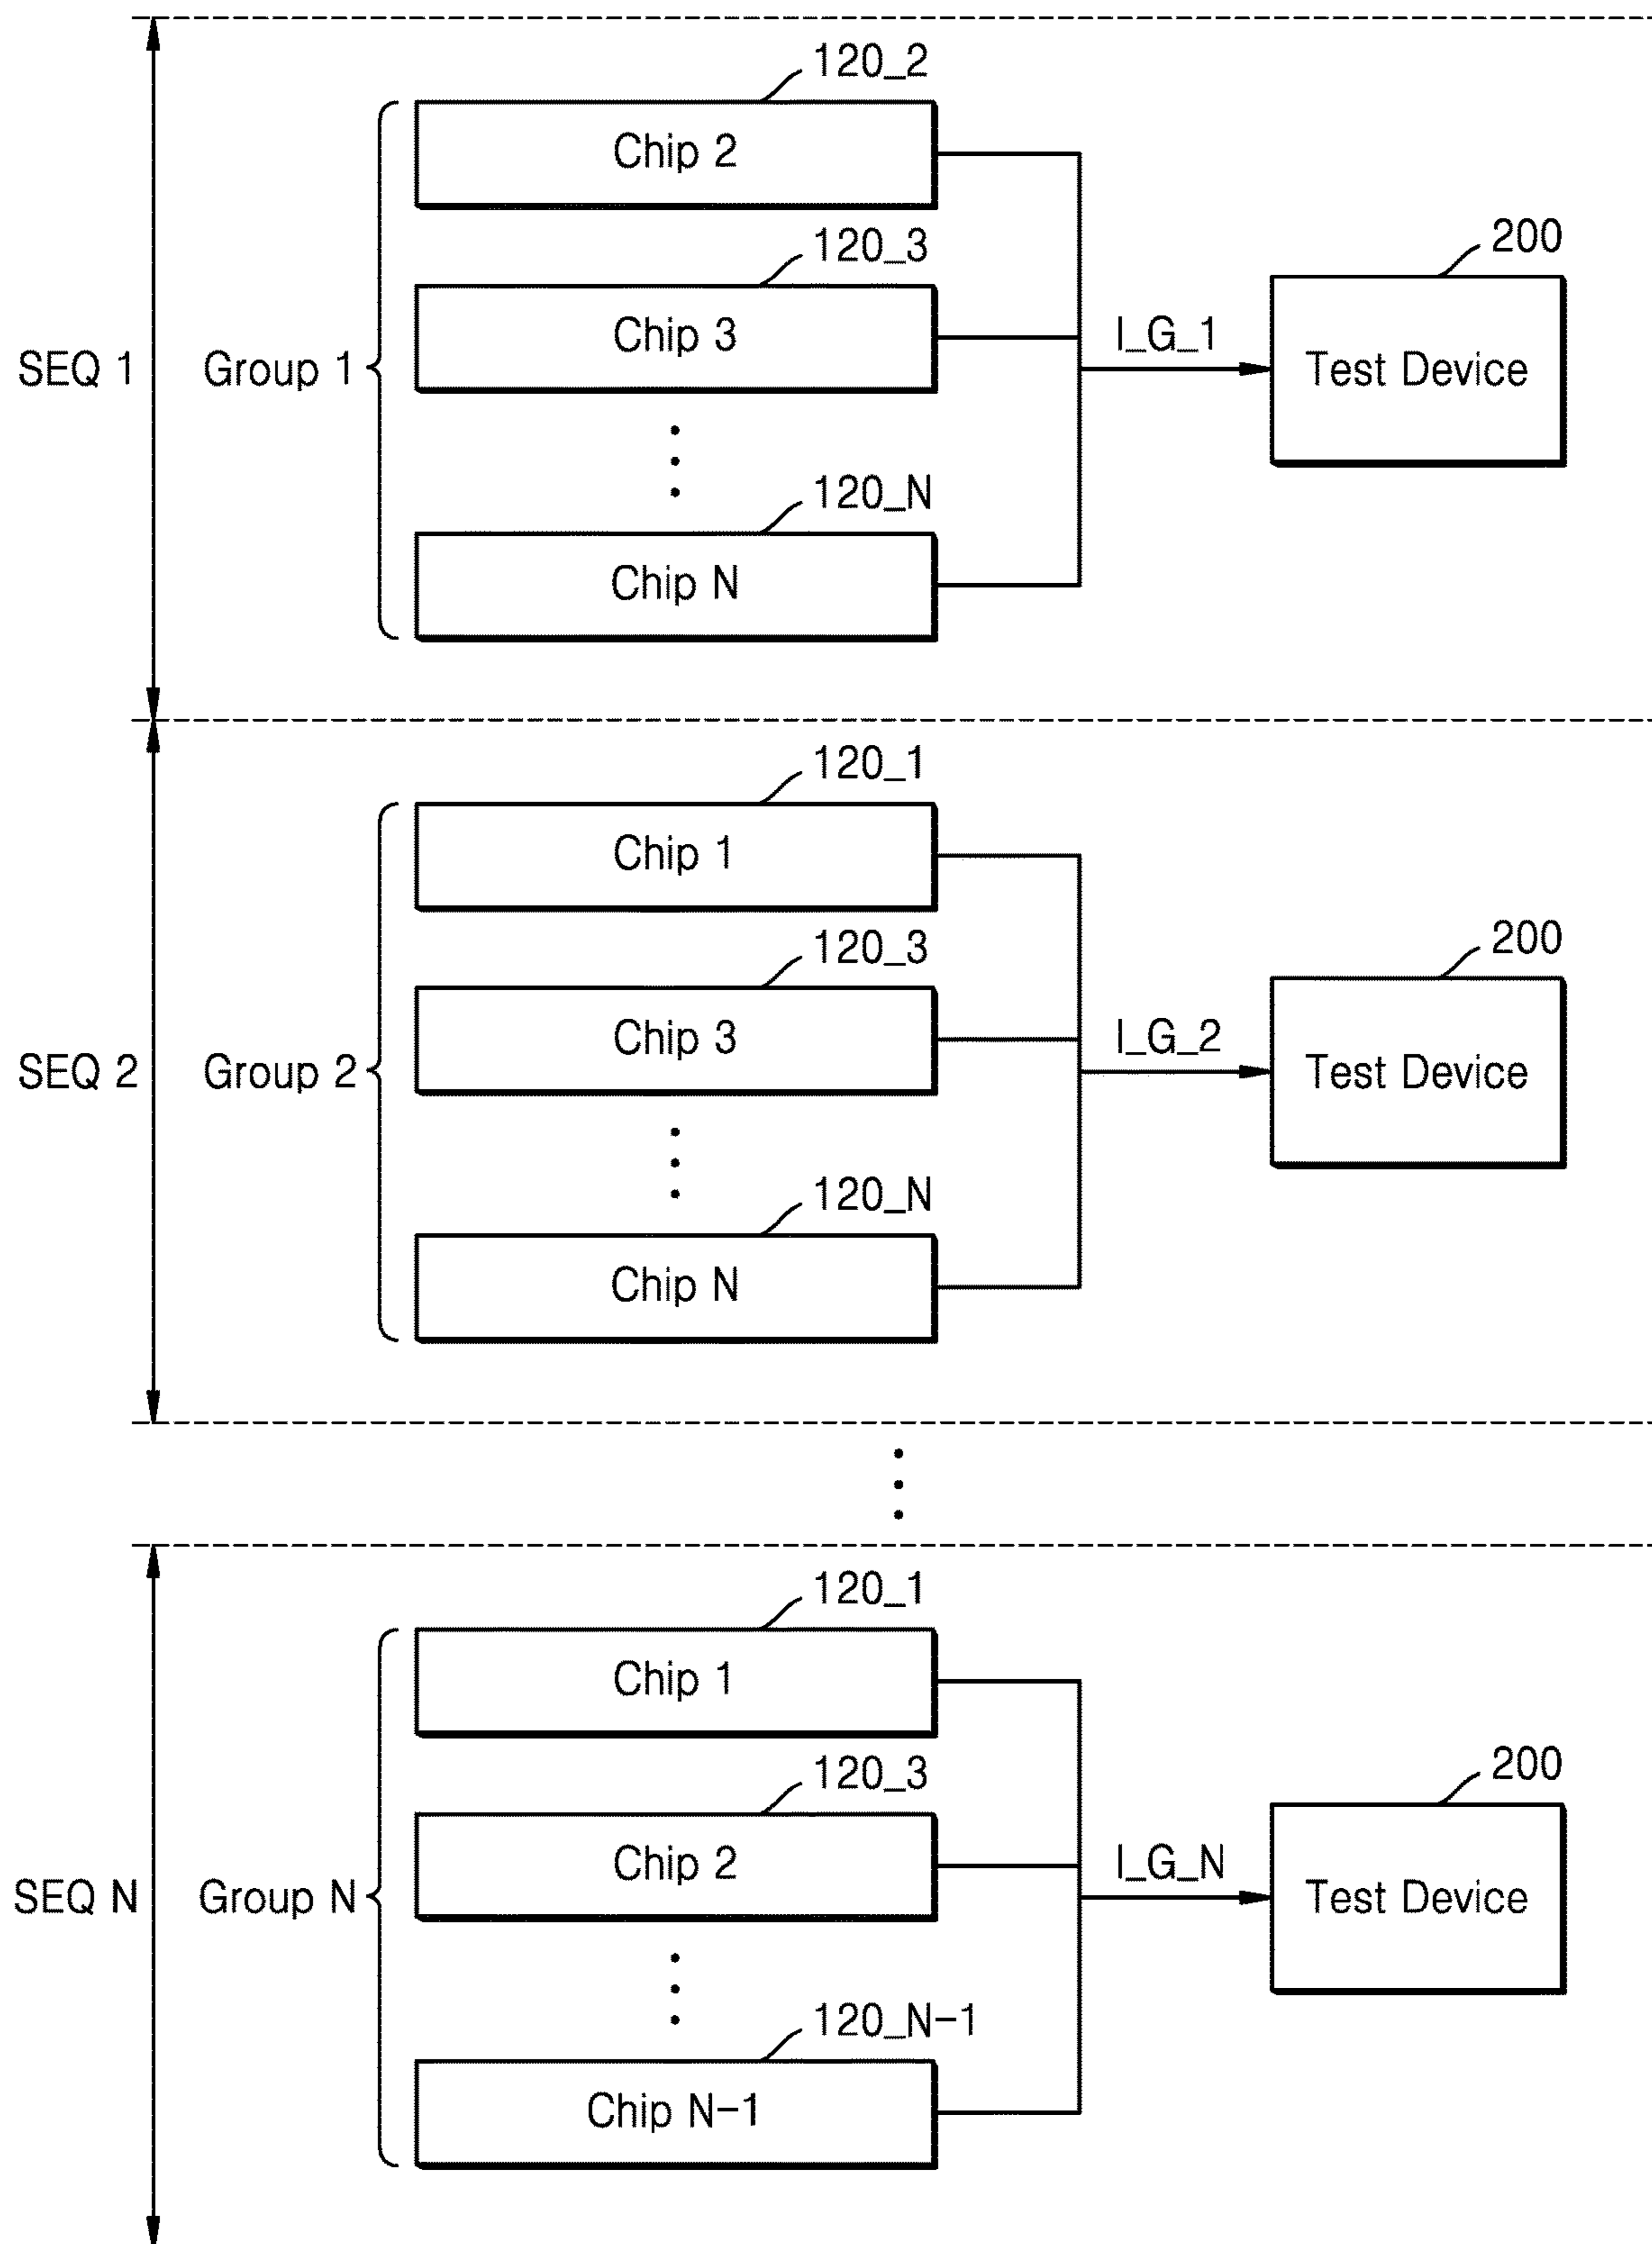 120_2
Chip 2
120_3
Chip 3
120_N
Chip N
SEQ 1
Group 1
I_G_1
200
Test Device
120_1
Chip 1
120_3
Chip 3
120_N
Chip N
SEQ 2
Group 2
I_G_2
200
Test Device
120_1
Chip 1
120_3
Chip 2
120_N-1
Chip N-1
SEQ N
Group N
I_G_N
200
Test Device